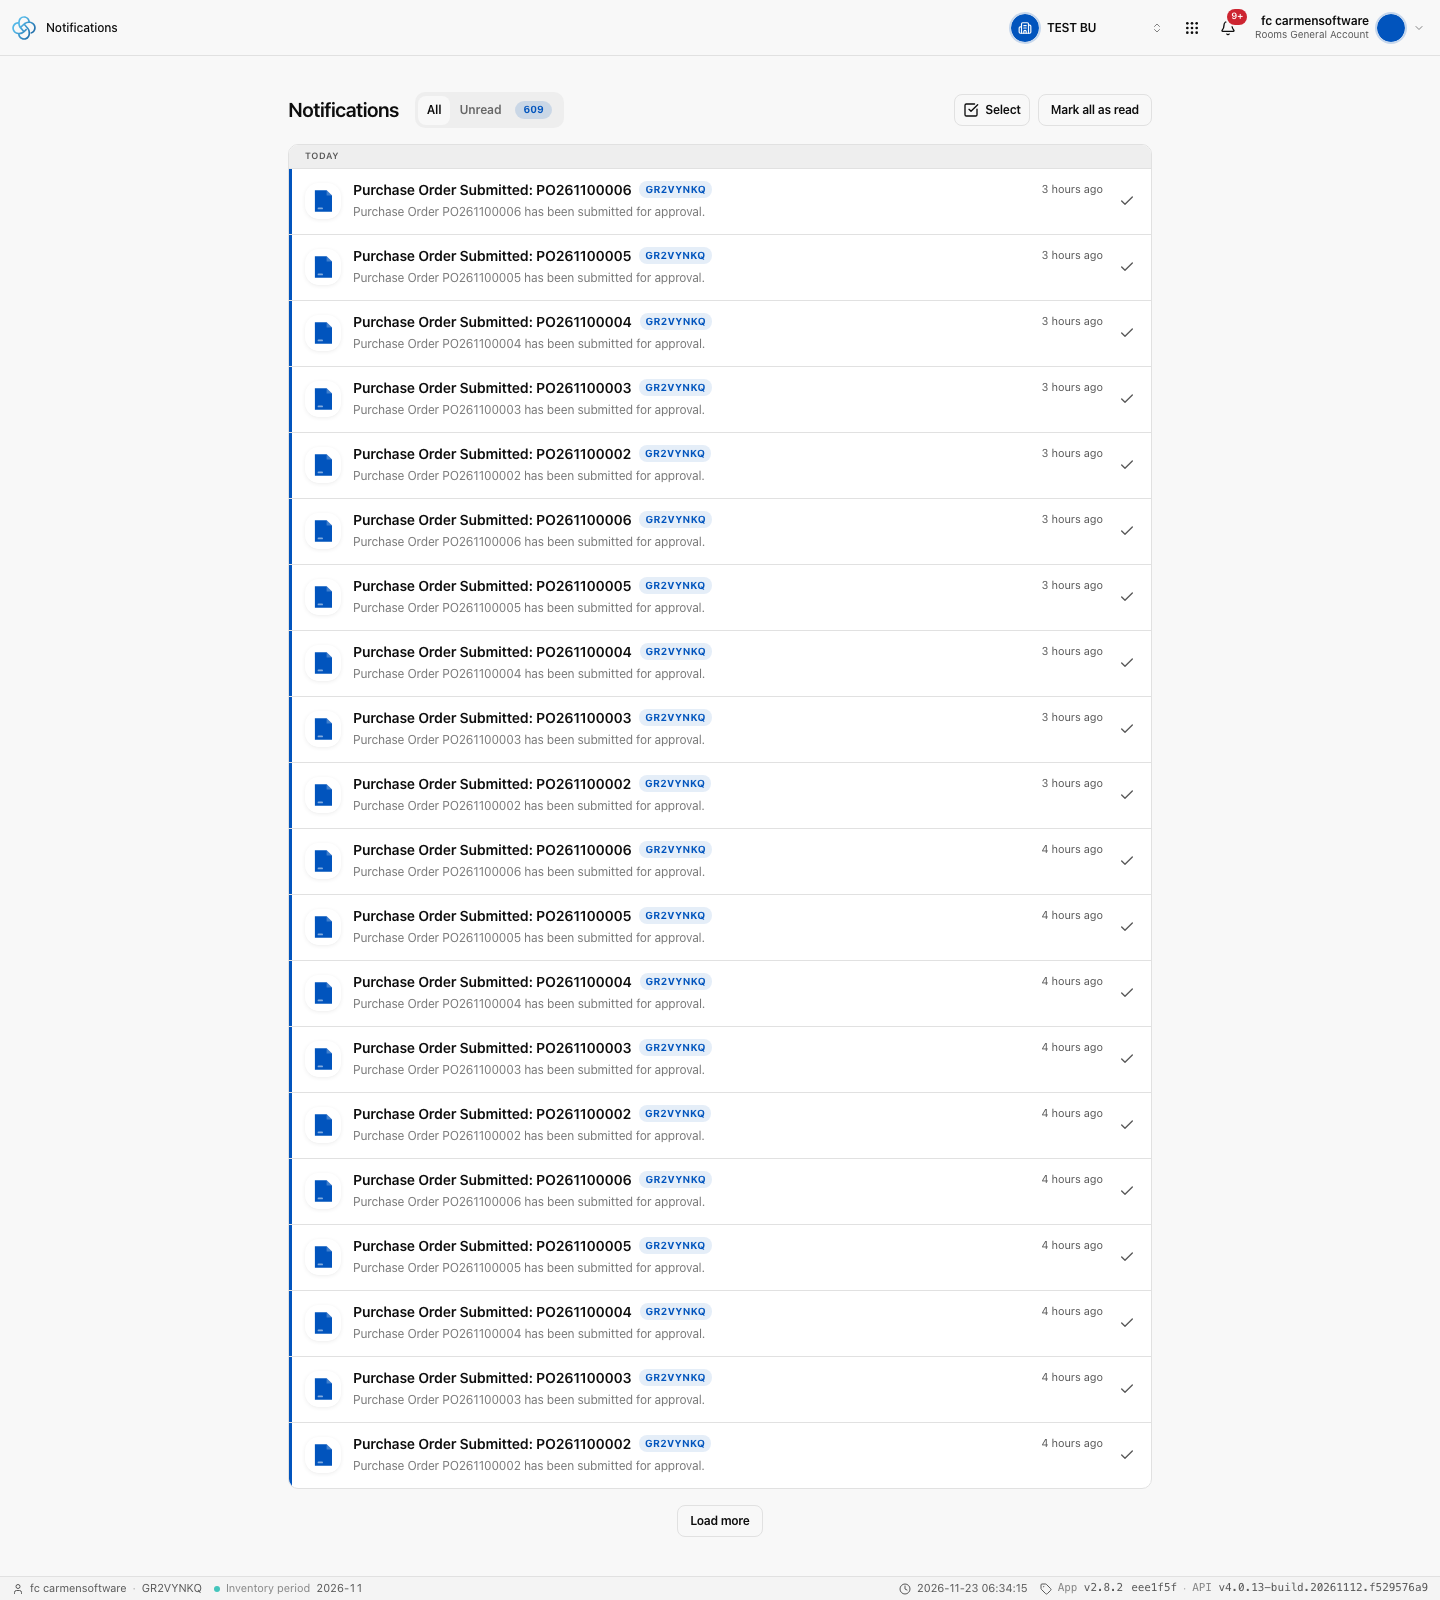 Notifications
TEST BU
9+
fc carmensoftware
Rooms General Account
Notifications
All Unread 609
Select
Mark all as read
TODAY
Purchase Order Submitted: PO261100006 GR2VYNKQ 3 hours ago
Purchase Order PO261100006 has been submitted for approval.
Purchase Order Submitted: PO261100005 GR2VYNKQ 3 hours ago
Purchase Order PO261100005 has been submitted for approval.
Purchase Order Submitted: PO261100004 GR2VYNKQ 3 hours ago
Purchase Order PO261100004 has been submitted for approval.
Purchase Order Submitted: PO261100003 GR2VYNKQ 3 hours ago
Purchase Order PO261100003 has been submitted for approval.
Purchase Order Submitted: PO261100002 GR2VYNKQ 3 hours ago
Purchase Order PO261100002 has been submitted for approval.
Purchase Order Submitted: PO261100006 GR2VYNKQ 3 hours ago
Purchase Order PO261100006 has been submitted for approval.
Purchase Order Submitted: PO261100005 GR2VYNKQ 3 hours ago
Purchase Order PO261100005 has been submitted for approval.
Purchase Order Submitted: PO261100004 GR2VYNKQ 3 hours ago
Purchase Order PO261100004 has been submitted for approval.
Purchase Order Submitted: PO261100003 GR2VYNKQ 3 hours ago
Purchase Order PO261100003 has been submitted for approval.
Purchase Order Submitted: PO261100002 GR2VYNKQ 3 hours ago
Purchase Order PO261100002 has been submitted for approval.
Purchase Order Submitted: PO261100006 GR2VYNKQ 4 hours ago
Purchase Order PO261100006 has been submitted for approval.
Purchase Order Submitted: PO261100005 GR2VYNKQ 4 hours ago
Purchase Order PO261100005 has been submitted for approval.
Purchase Order Submitted: PO261100004 GR2VYNKQ 4 hours ago
Purchase Order PO261100004 has been submitted for approval.
Purchase Order Submitted: PO261100003 GR2VYNKQ 4 hours ago
Purchase Order PO261100003 has been submitted for approval.
Purchase Order Submitted: PO261100002 GR2VYNKQ 4 hours ago
Purchase Order PO261100002 has been submitted for approval.
Purchase Order Submitted: PO261100006 GR2VYNKQ 4 hours ago
Purchase Order PO261100006 has been submitted for approval.
Purchase Order Submitted: PO261100005 GR2VYNKQ 4 hours ago
Purchase Order PO261100005 has been submitted for approval.
Purchase Order Submitted: PO261100004 GR2VYNKQ 4 hours ago
Purchase Order PO261100004 has been submitted for approval.
Purchase Order Submitted: PO261100003 GR2VYNKQ 4 hours ago
Purchase Order PO261100003 has been submitted for approval.
Purchase Order Submitted: PO261100002 GR2VYNKQ 4 hours ago
Purchase Order PO261100002 has been submitted for approval.
Load more
fc carmensoftware · GR2VYNKQ Inventory period 2026-11 2026-11-23 06:34:15 App v2.8.2 eee1f5f · API v4.0.13-build.20261112.f529576a9